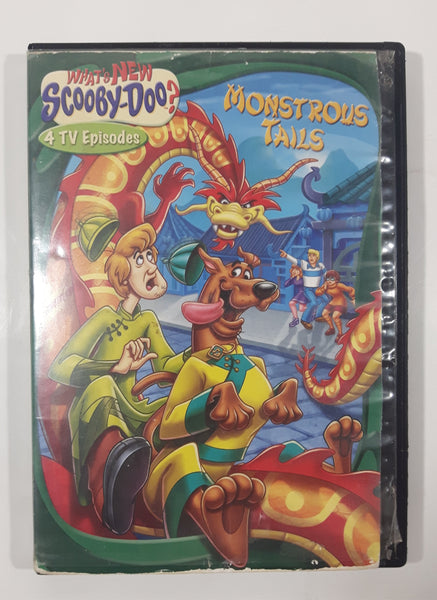 WHAT'S NEW
SCOOBY-DOO?
4 TV Episodes
MONSTROUS
TAILS